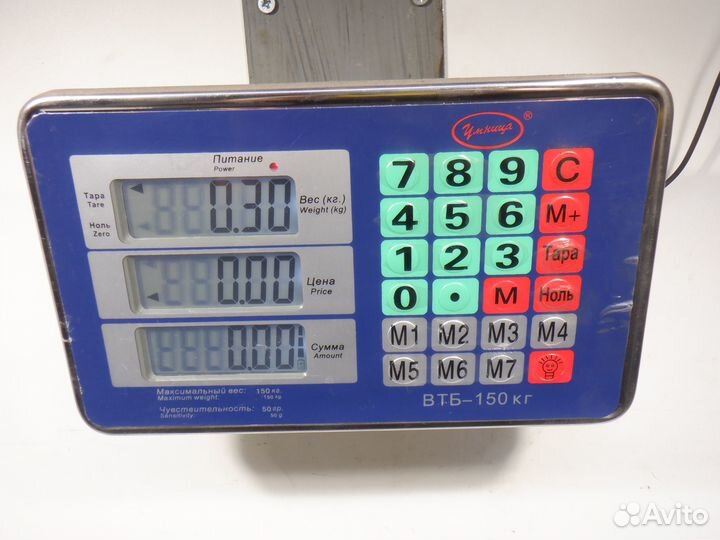 Умница ®
Питание
Power
Тара
Tare
0.30
Вес (кг.)
Weight (kg)
Ноль
Zero
0.00
Цена
Price
0.00
Сумма
Amount
Максимальный вес: 150 кг.
Maximum weight: 150 kg
Чувствительность: 50 гр.
Sensitivity: 50 g
7 8 9 C
4 5 6 M+
1 2 3 Тара
0 . M Ноль
M1 M2 M3 M4
M5 M6 M7
ВТБ-150 кг
Avito